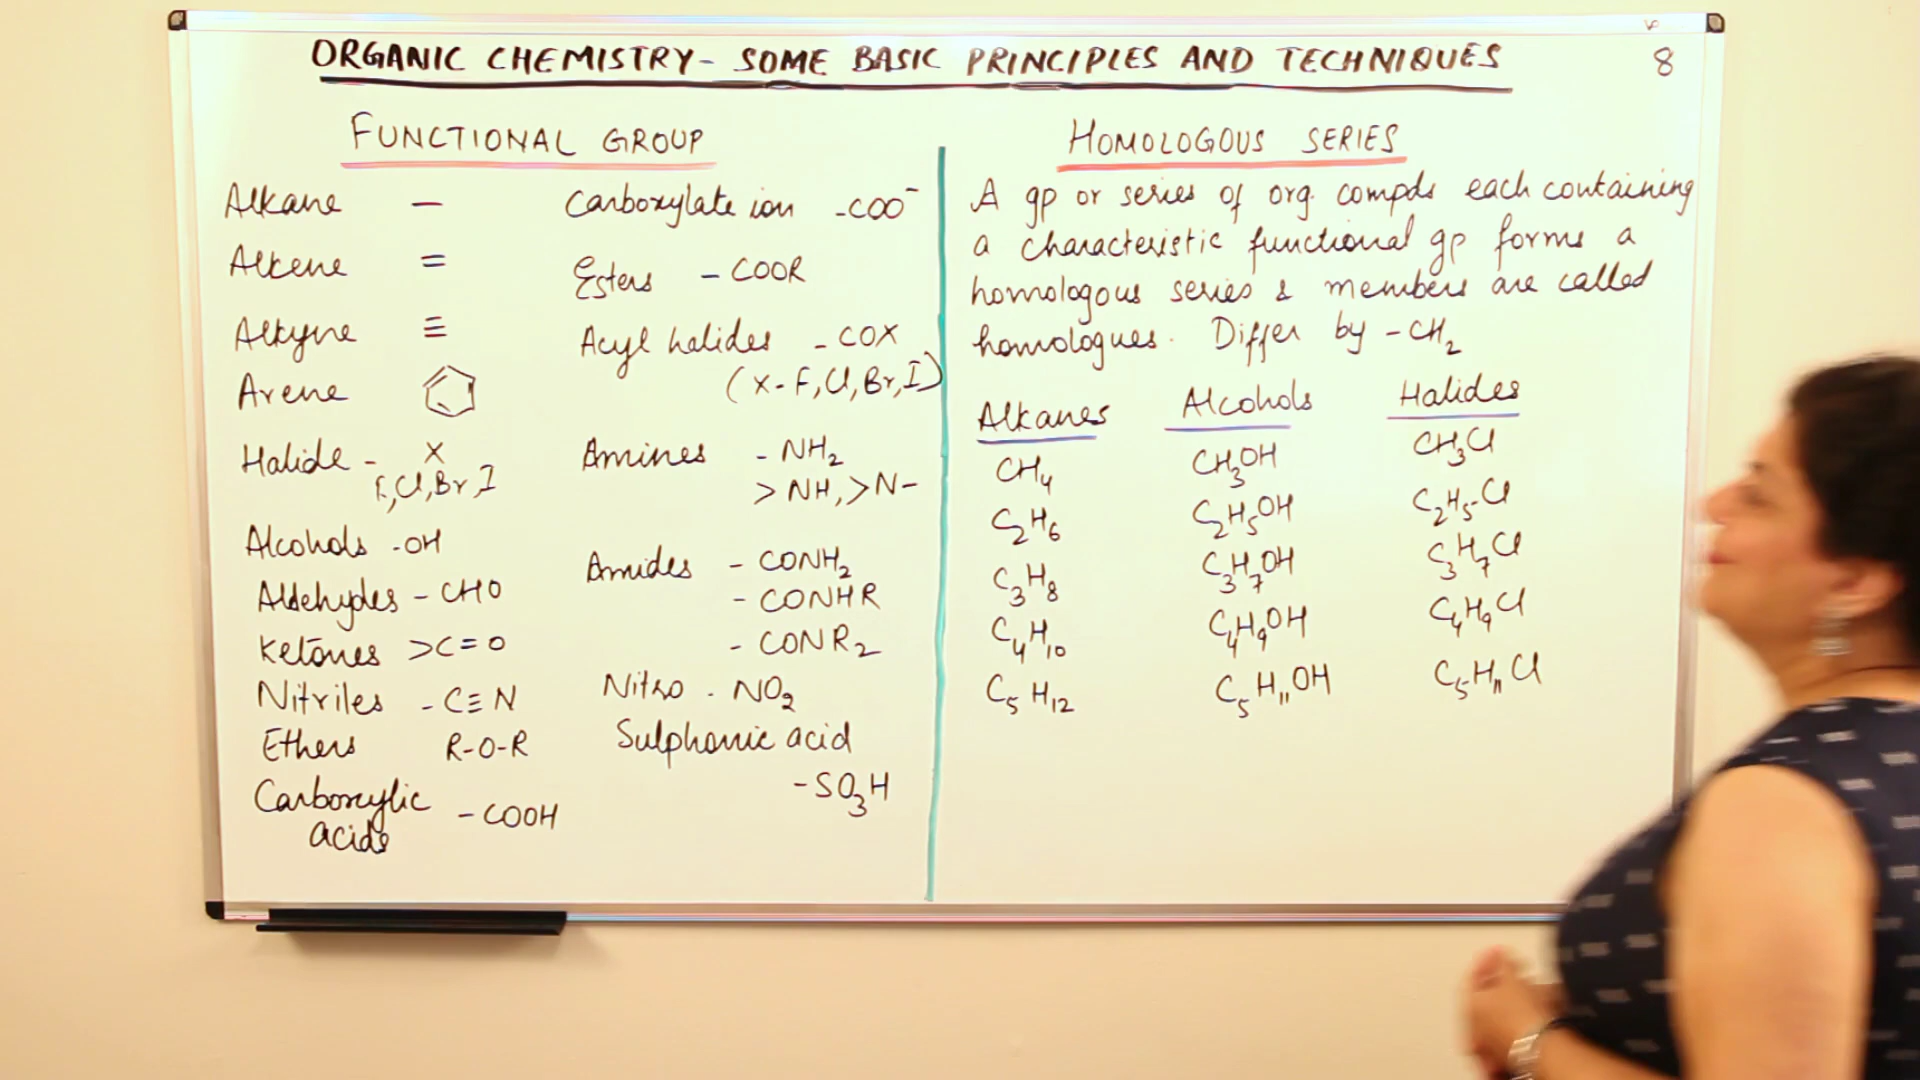 ORGANIC CHEMISTRY - SOME BASIC PRINCIPLES AND TECHNIQUES
8
FUNCTIONAL GROUP
Alkane —
Alkene =
Alkyne ≡
Arene
Halide - X
F, Cl, Br, I
Alcohols -OH
Aldehydes - CHO
Ketones >C=O
Nitriles - C≡N
Ethers R-O-R
Carboxylic acids - COOH
Carboxylate ion -COO⁻
Esters - COOR
Acyl halides - COX
(X - F, Cl, Br, I)
Amines - NH₂
> NH, >N-
Amides - CONH₂
- CONHR
- CONR₂
Nitro - NO₂
Sulphonic acid
- SO₃H
HOMOLOGOUS SERIES
A gp or series of org. compds each containing
a characteristic functional gp forms a
homologous series & members are called
homologues. Differ by - CH₂
Alkanes Alcohols Halides
CH₄ CH₃OH CH₃Cl
C₂H₆ C₂H₅OH C₂H₅-Cl
C₃H₈ C₃H₇OH C₃H₇Cl
C₄H₁₀ C₄H₉OH C₄H₉Cl
C₅H₁₂ C₅H₁₁OH C₅H₁₁Cl